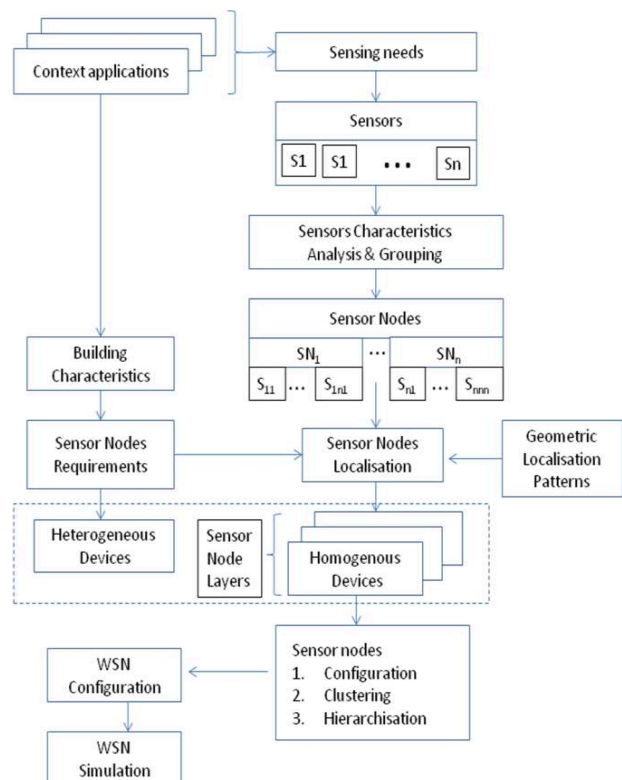 Context applications
Sensing needs
Sensors
S1 S1 ... Sn
Sensors Characteristics
Analysis & Grouping
Sensor Nodes
SN1 ... SNn
S11 ... S1n1 Sn1 ... Snnn
Building
Characteristics
Sensor Nodes
Requirements
Sensor Nodes
Localisation
Geometric
Localisation
Patterns
Heterogeneous
Devices
Sensor
Node
Layers
Homogenous
Devices
Sensor nodes
1. Configuration
2. Clustering
3. Hierarchisation
WSN
Configuration
WSN
Simulation